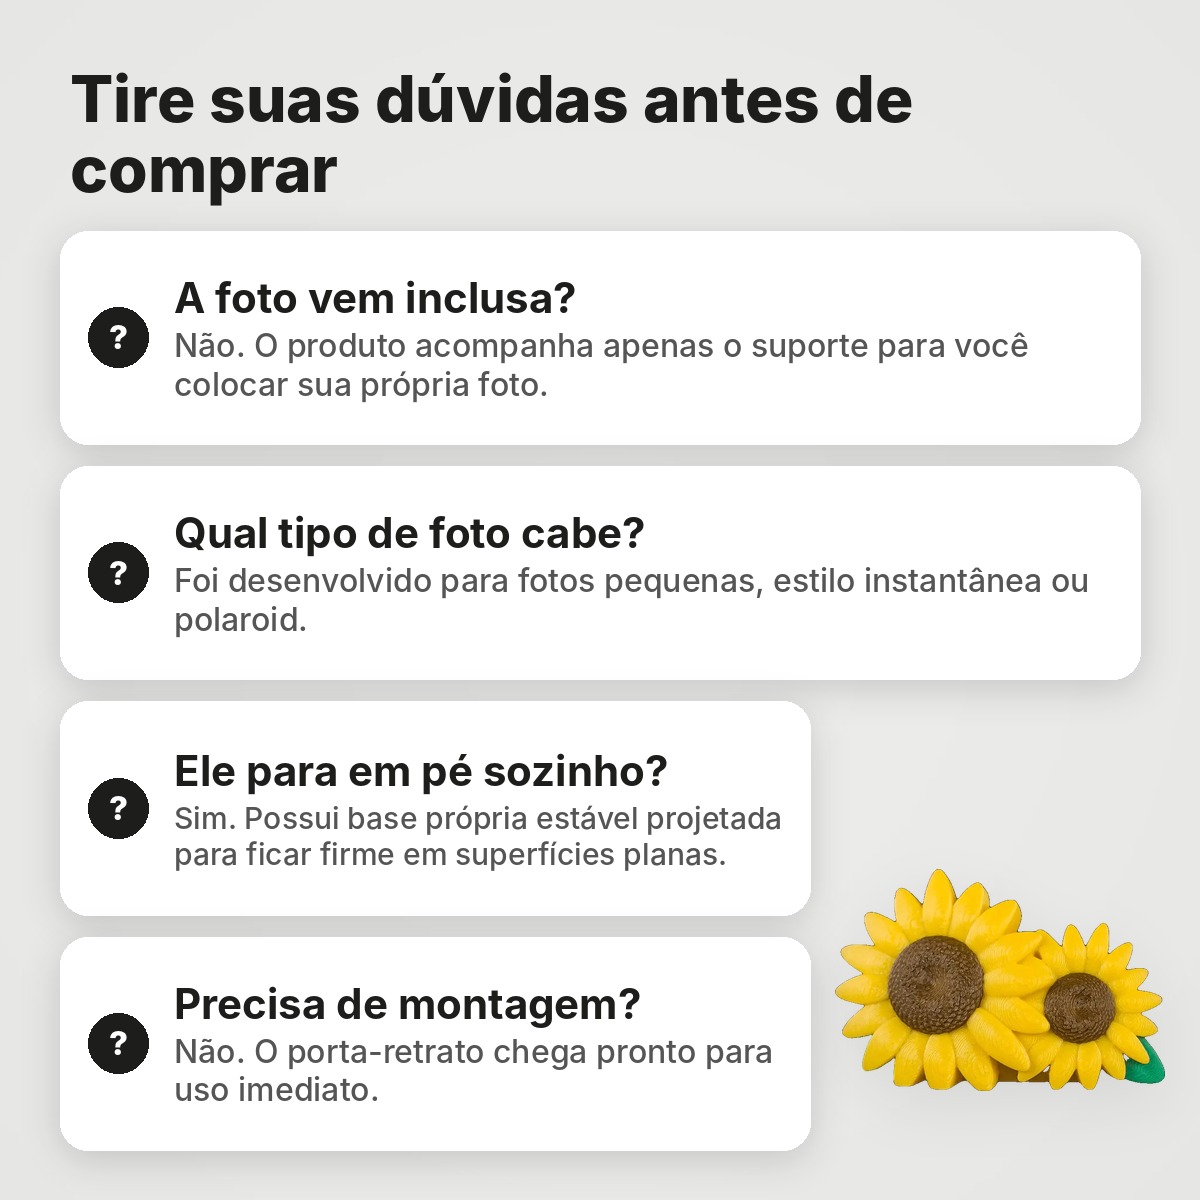 Tire suas dúvidas antes de
comprar
?
A foto vem inclusa?
Não. O produto acompanha apenas o suporte para você
colocar sua própria foto.
?
Qual tipo de foto cabe?
Foi desenvolvido para fotos pequenas, estilo instantânea ou
polaroid.
?
Ele para em pé sozinho?
Sim. Possui base própria estável projetada
para ficar firme em superfícies planas.
?
Precisa de montagem?
Não. O porta-retrato chega pronto para
uso imediato.